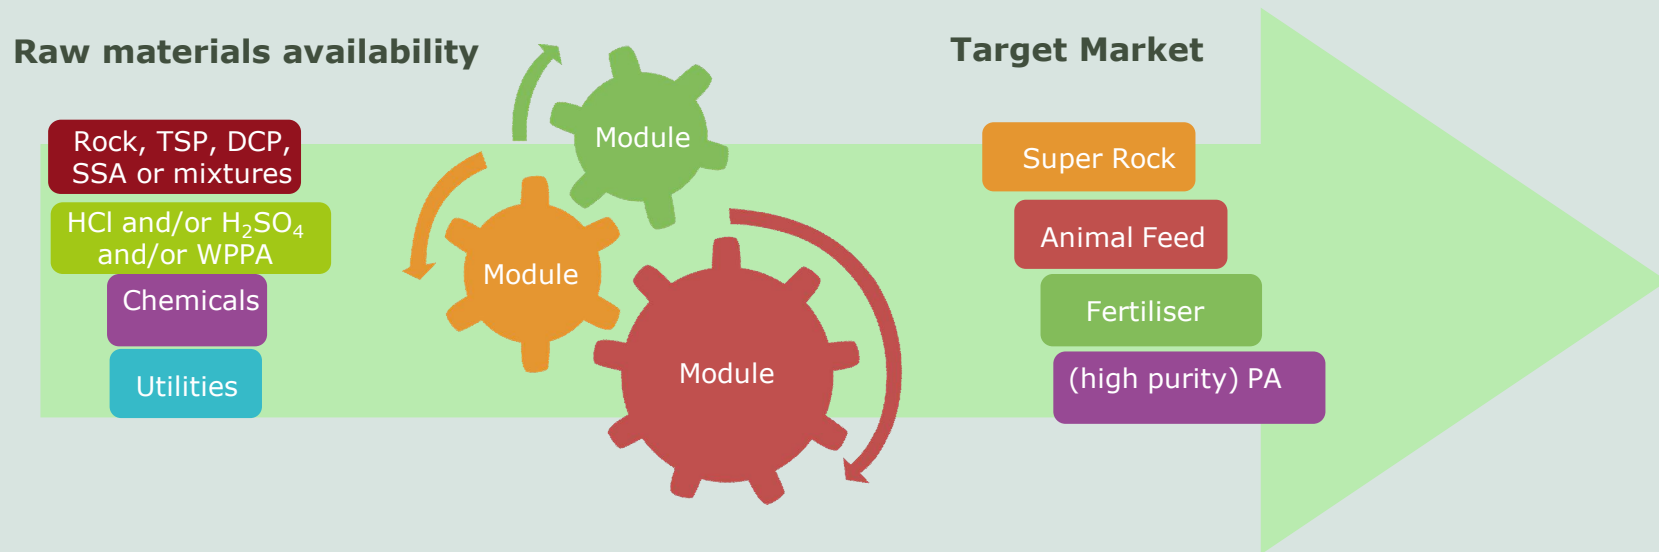 Raw materials availability
Rock, TSP, DCP,
SSA or mixtures
HCl and/or H₂SO₄
and/or WPPA
Chemicals
Utilities
Module
Module
Module
Target Market
Super Rock
Animal Feed
Fertiliser
(high purity) PA